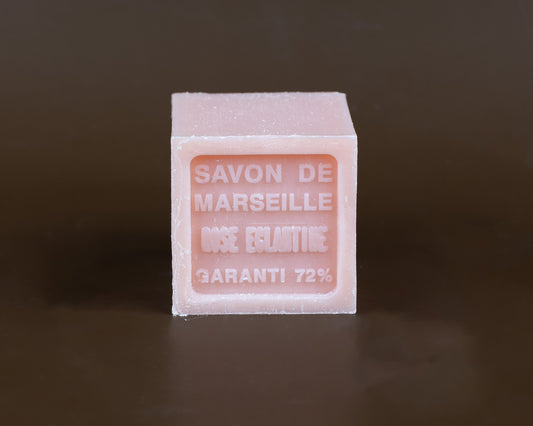 SAVON DE
MARSEILLE
ROSE EGLANTINE
GARANTI 72%